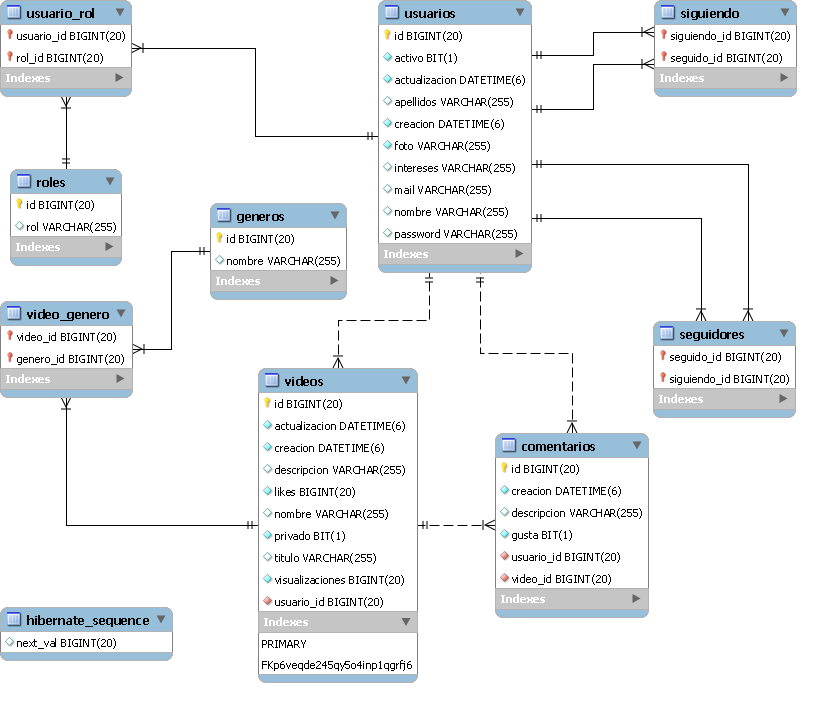 usuario_rol
usuario_id BIGINT(20)
rol_id BIGINT(20)
Indexes
usuarios
id BIGINT(20)
activo BIT(1)
actualizacion DATETIME(6)
apellidos VARCHAR(255)
creacion DATETIME(6)
foto VARCHAR(255)
intereses VARCHAR(255)
mail VARCHAR(255)
nombre VARCHAR(255)
password VARCHAR(255)
Indexes
siguiendo
siguiendo_id BIGINT(20)
seguido_id BIGINT(20)
Indexes
roles
id BIGINT(20)
rol VARCHAR(255)
Indexes
generos
id BIGINT(20)
nombre VARCHAR(255)
Indexes
video_genero
video_id BIGINT(20)
genero_id BIGINT(20)
Indexes
seguidores
seguido_id BIGINT(20)
siguiendo_id BIGINT(20)
Indexes
videos
id BIGINT(20)
actualizacion DATETIME(6)
creacion DATETIME(6)
descripcion VARCHAR(255)
likes BIGINT(20)
nombre VARCHAR(255)
privado BIT(1)
titulo VARCHAR(255)
visualizaciones BIGINT(20)
usuario_id BIGINT(20)
Indexes
PRIMARY
FKp6veqde245qy5o4inp1qgrfj6
comentarios
id BIGINT(20)
creacion DATETIME(6)
descripcion VARCHAR(255)
gusta BIT(1)
usuario_id BIGINT(20)
video_id BIGINT(20)
Indexes
hibernate_sequence
next_val BIGINT(20)